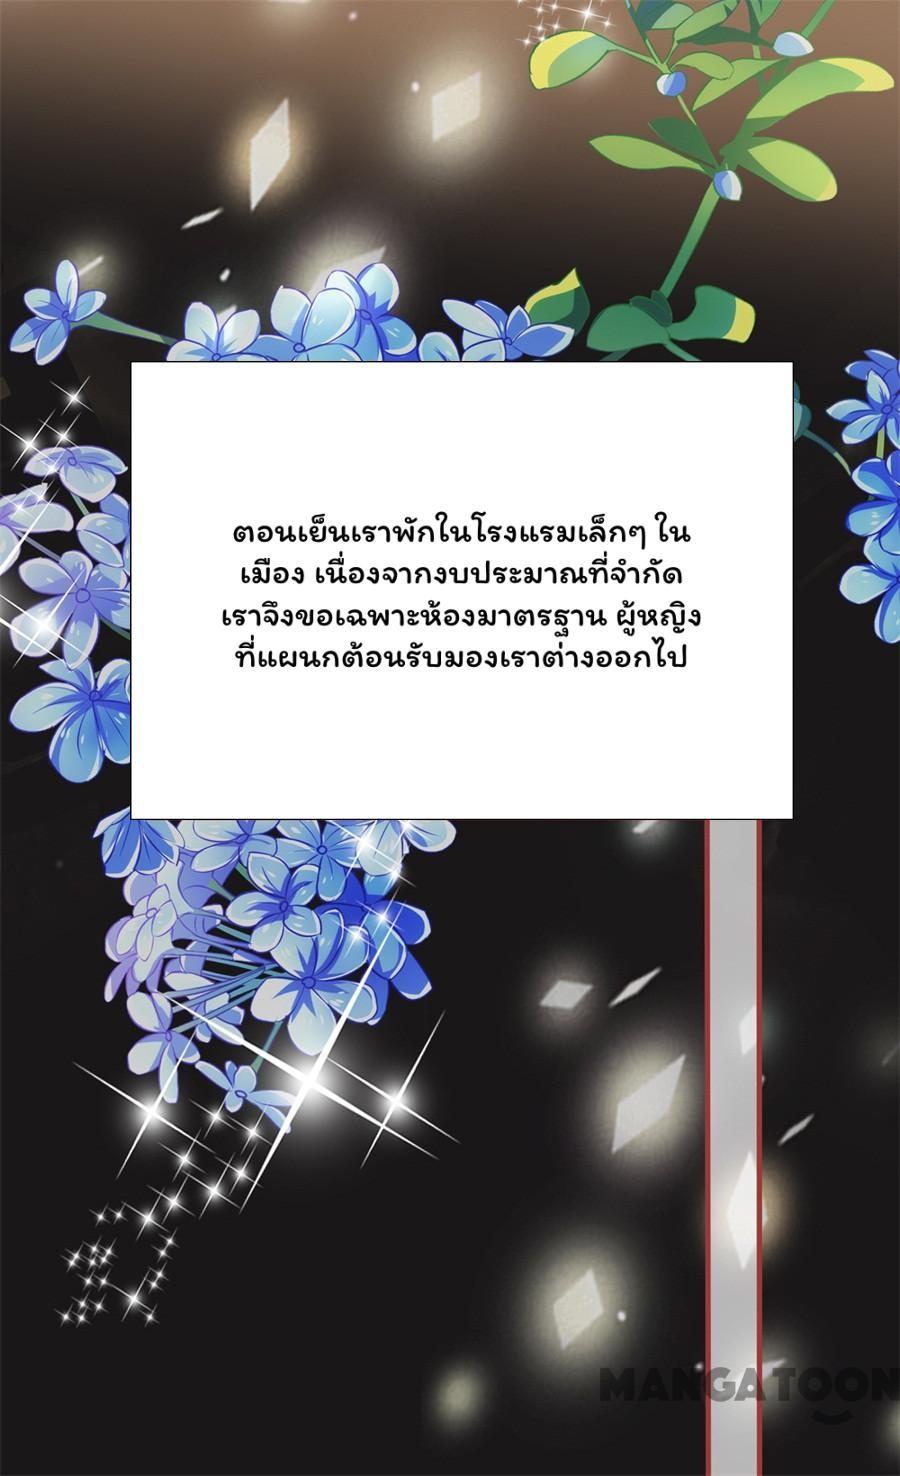 ตอนเย็นเราพักในโรงแรมเล็กๆ ใน
เมือง เนื่องจากงบประมาณที่จำกัด
เราจึงขอเฉพาะห้องมาตรฐาน ผู้หญิง
ที่แผนกต้อนรับมองเราต่างออกไป
MANGATOON